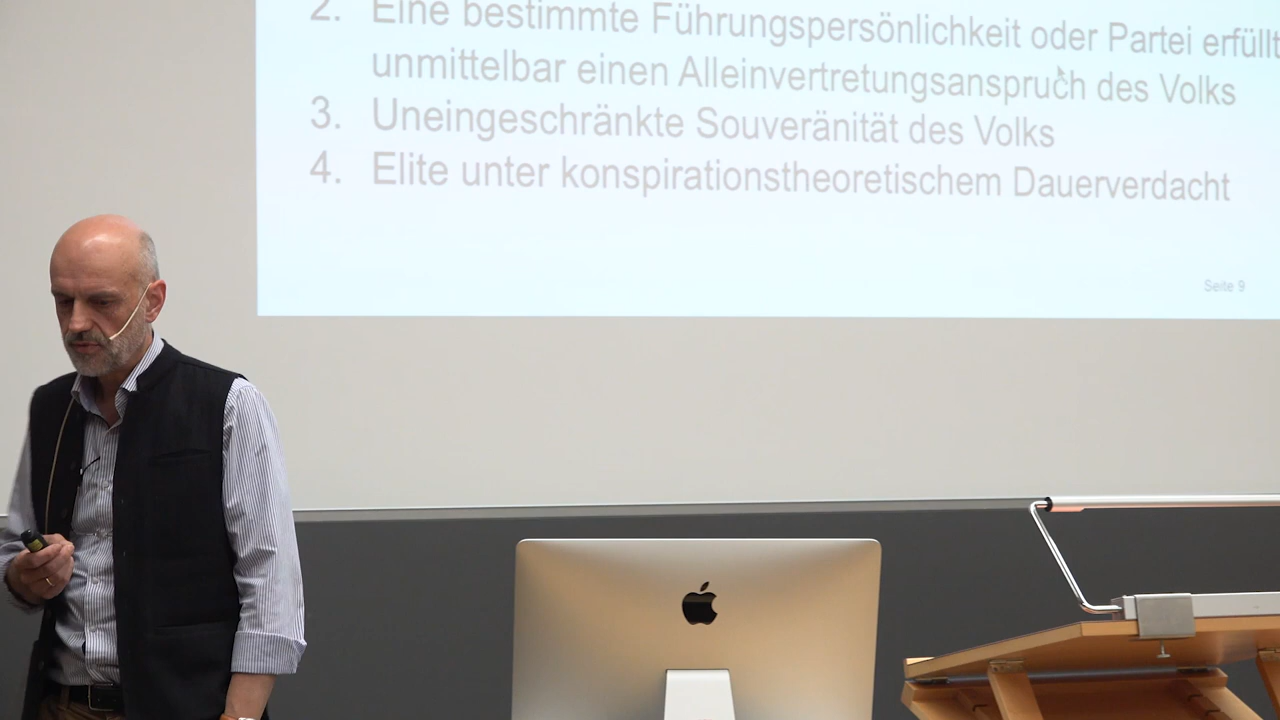 2. Eine bestimmte Führungspersönlichkeit oder Partei erfüllt
unmittelbar einen Alleinvertretungsanspruch des Volks
3. Uneingeschränkte Souveränität des Volks
4. Elite unter konspirationstheoretischem Dauerverdacht
Seite 9